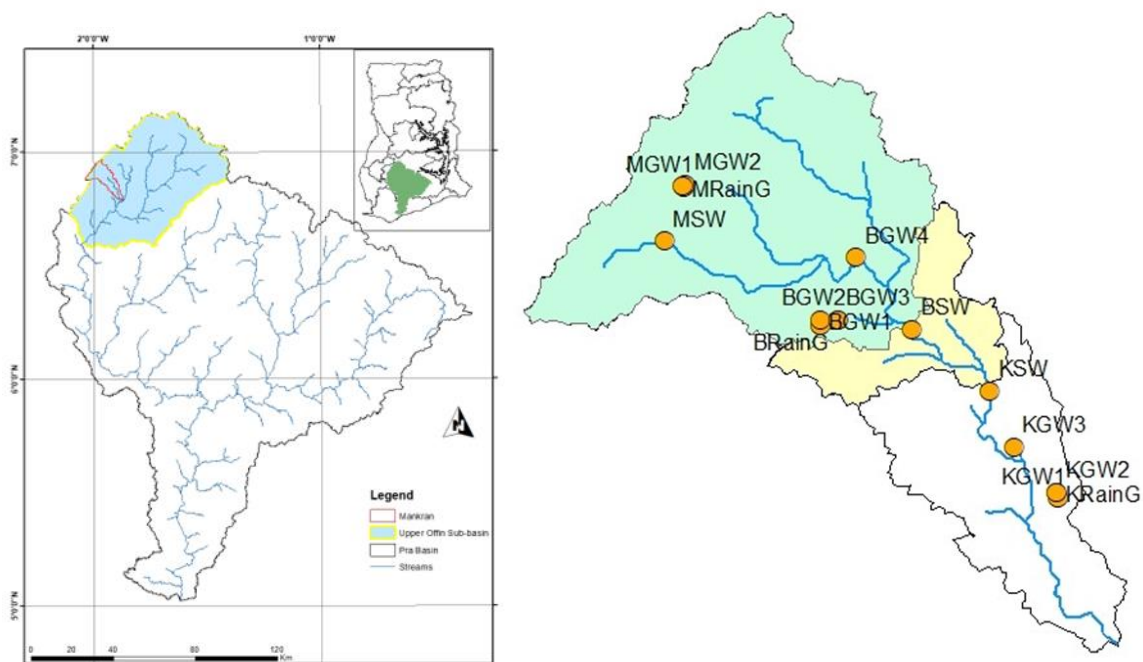 2°0'0"W 1°0'0"W
7°0'0"N
6°0'0"N
5°0'0"N
N
Legend
Mankran
Upper Offin Sub-basin
Pra Basin
Streams
0 20 40 80 120
Km
MGW1 MGW2
MRainG
MSW
BGW4
BGW2 BGW3
BSW
BGW1
BRainG
KSW
KGW3
KGW1 KGW2
KRainG